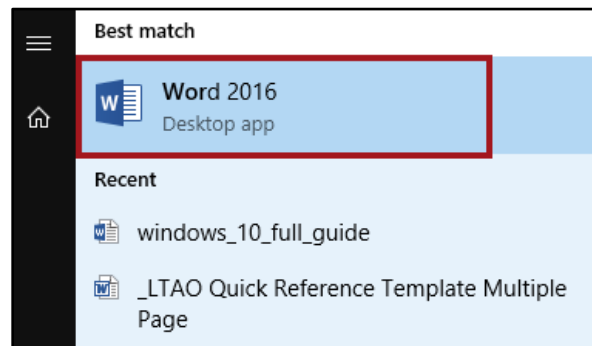 Best match
Word 2016
Desktop app
Recent
windows_10_full_guide
_LTAO Quick Reference Template Multiple
Page